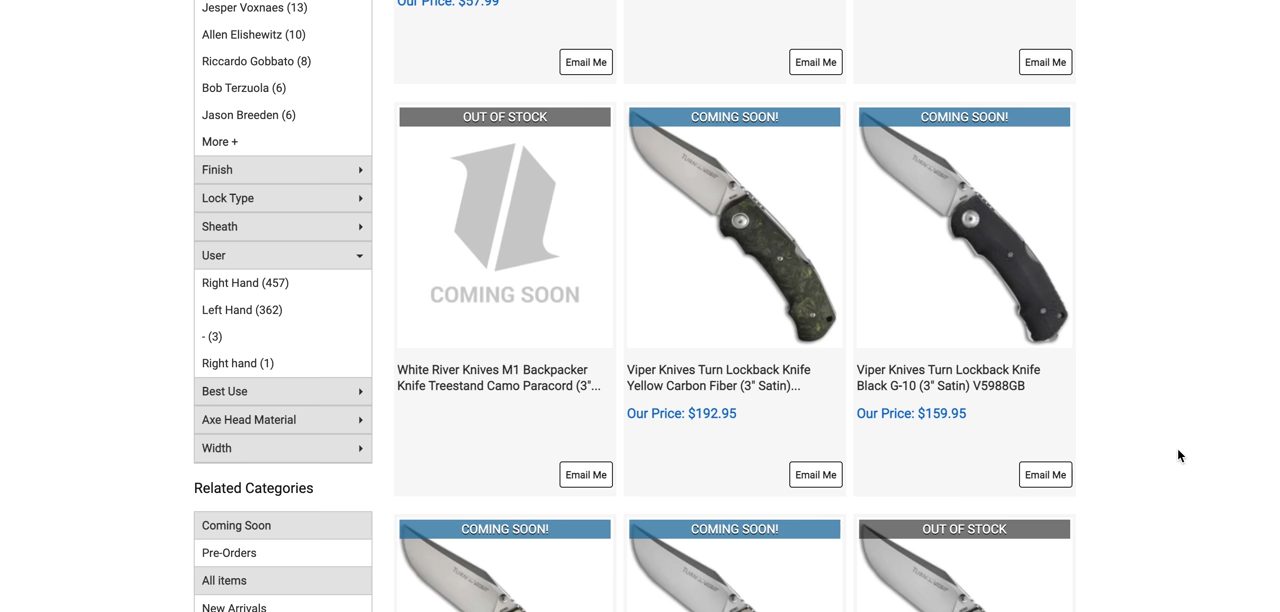 Jesper Voxnaes (13)
Allen Elishewitz (10)
Riccardo Gobbato (8)
Bob Terzuola (6)
Jason Breeden (6)
More +
Finish
Lock Type
Sheath
User
Right Hand (457)
Left Hand (362)
- (3)
Right hand (1)
Best Use
Axe Head Material
Width
Related Categories
Coming Soon
Pre-Orders
All items
New Arrivals
Our Price: $57.99
Email Me
Email Me
Email Me
OUT OF STOCK
COMING SOON
White River Knives M1 Backpacker
Knife Treestand Camo Paracord (3"...
Email Me
COMING SOON!
Viper Knives Turn Lockback Knife
Yellow Carbon Fiber (3" Satin)...
Our Price: $192.95
Email Me
COMING SOON!
Viper Knives Turn Lockback Knife
Black G-10 (3" Satin) V5988GB
Our Price: $159.95
Email Me
COMING SOON!
COMING SOON!
OUT OF STOCK